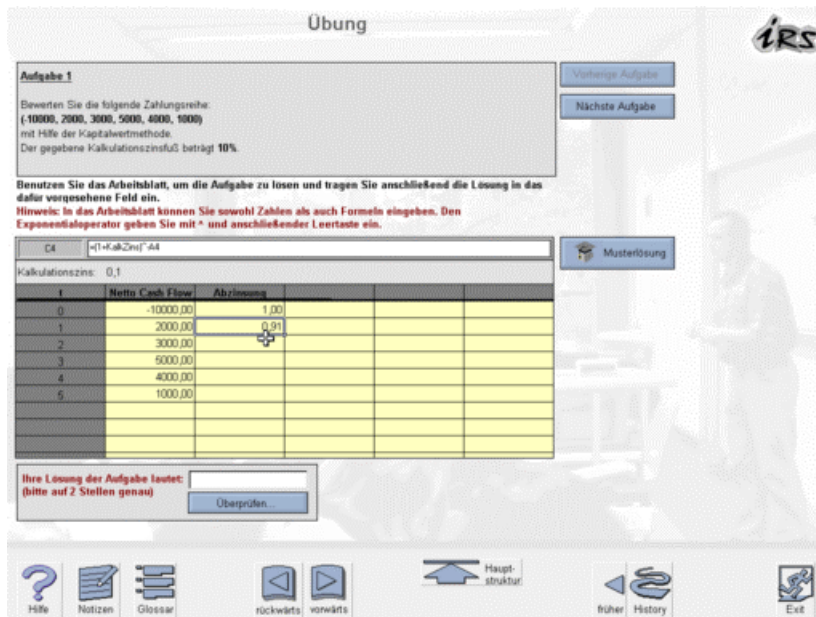 Übung
iRS
Aufgabe 1
Bewerten Sie die folgende Zahlungsreihe:
(-10000, 2000, 3000, 5000, 4000, 1000)
mit Hilfe der Kapitalwertmethode.
Der gegebene Kalkulationszinsfuß beträgt 10%.
Vorherige Aufgabe
Nächste Aufgabe
Benutzen Sie das Arbeitsblatt, um die Aufgabe zu lösen und tragen Sie anschließend die Lösung in das
dafür vorgesehene Feld ein.
Hinweis: In das Arbeitsblatt können Sie sowohl Zahlen als auch Formeln eingeben. Den
Exponentialoperator geben Sie mit ^ und anschließender Leertaste ein.
C4 =(1+KalkZins)^-A4
Musterlösung
Kalkulationszins: 0,1
t Netto Cash Flow Abzinsung
0 -10000,00 1,00
1 2000,00 0,91
2 3000,00
3 5000,00
4 4000,00
5 1000,00
Ihre Lösung der Aufgabe lautet:
(bitte auf 2 Stellen genau)
Überprüfen...
Haupt-
struktur
Hilfe Notizen Glossar rückwärts vorwärts früher History Exit